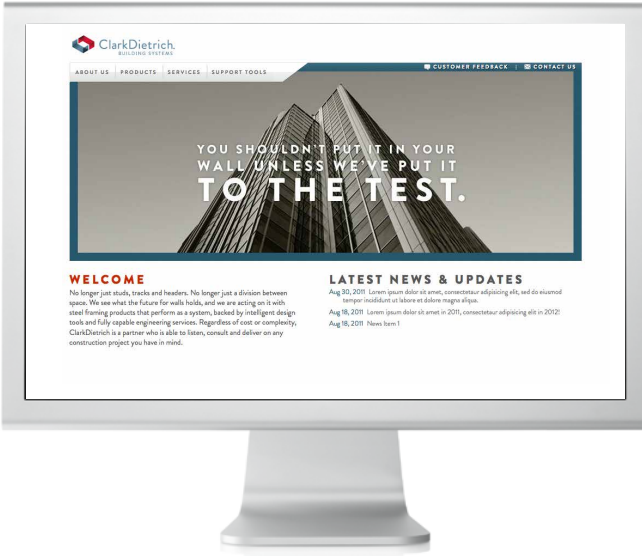 ClarkDietrich.
BUILDING SYSTEMS
CUSTOMER FEEDBACK | CONTACT US
ABOUT US PRODUCTS SERVICES SUPPORT TOOLS
YOU SHOULDN'T PUT IT IN YOUR
WALL UNLESS WE'VE PUT IT
TO THE TEST.
WELCOME
No longer just studs, tracks and headers. No longer just a division between
space. We see what the future for walls holds, and we are acting on it with
steel framing products that perform as a system, backed by intelligent design
tools and fully capable engineering services. Regardless of cost or complexity,
ClarkDietrich is a partner who is able to listen, consult and deliver on any
construction project you have in mind.
LATEST NEWS & UPDATES
Aug 30, 2011 Lorem ipsum dolor sit amet, consectetur adipisicing elit, sed do eiusmod
tempor incididunt ut labore et dolore magna aliqua.
Aug 18, 2011 Lorem ipsum dolor sit amet in 2011, consectetaur adipisicing elit in 2012!
Aug 18, 2011 News Item 1